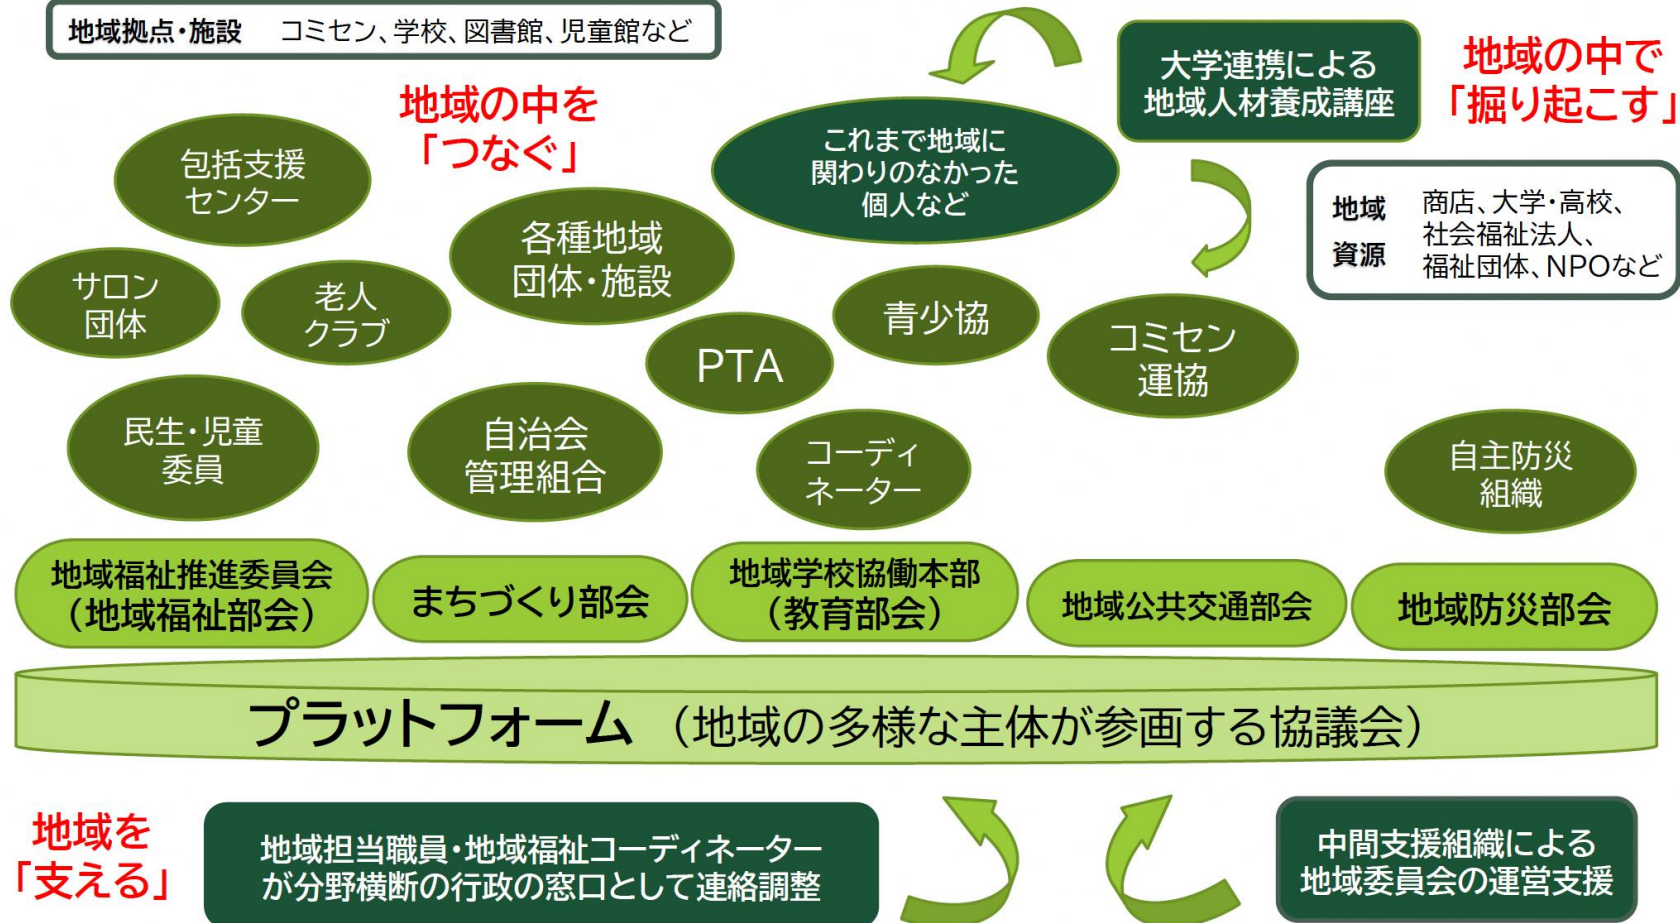 地域拠点・施設 コミセン、学校、図書館、児童館など
大学連携による
地域人材養成講座
地域の中で
「掘り起こす」
地域の中を
「つなぐ」
これまで地域に
関わりのなかった
個人など
包括支援
センター
各種地域
団体・施設
地域
資源
商店、大学・高校、
社会福祉法人、
福祉団体、NPOなど
サロン
団体
老人
クラブ
青少協
PTA
コミセン
運協
民生・児童
委員
自治会
管理組合
コーディ
ネーター
自主防災
組織
地域福祉推進委員会
（地域福祉部会）
まちづくり部会
地域学校協働本部
（教育部会）
地域公共交通部会
地域防災部会
プラットフォーム （地域の多様な主体が参画する協議会）
地域を
「支える」
地域担当職員・地域福祉コーディネーター
が分野横断の行政の窓口として連絡調整
中間支援組織による
地域委員会の運営支援